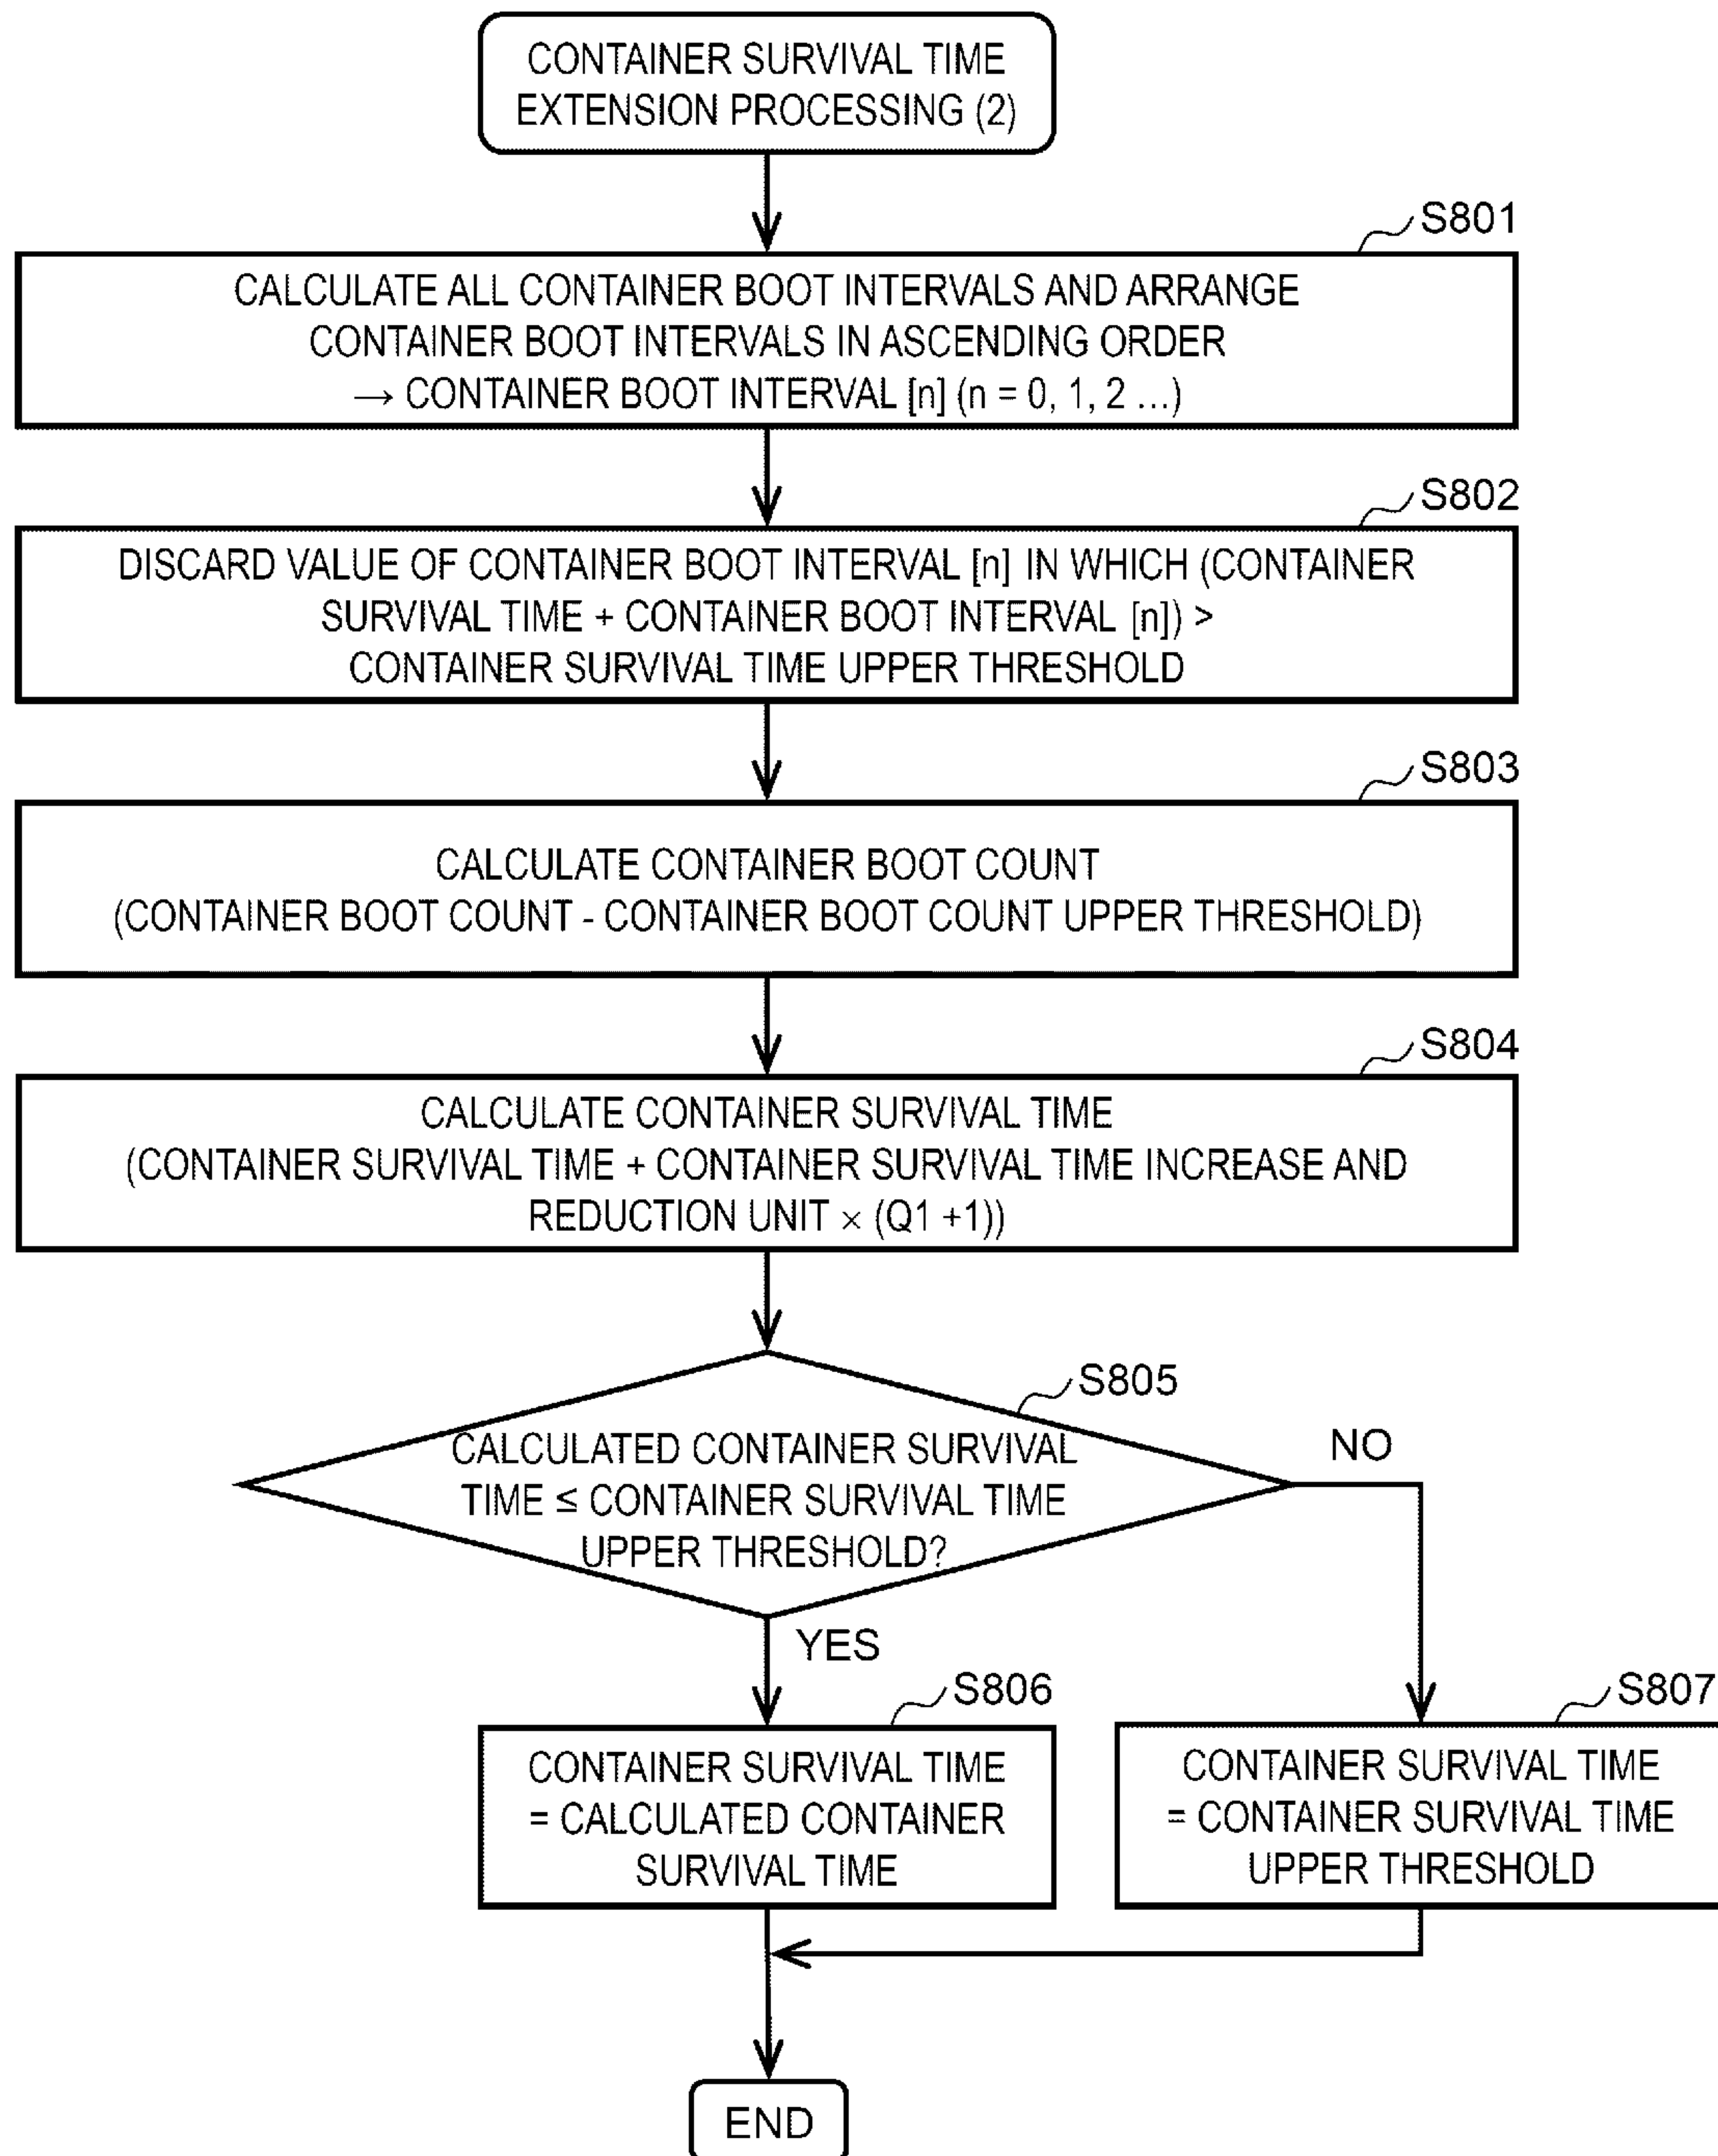 CONTAINER SURVIVAL TIME
EXTENSION PROCESSING (2)
S801
CALCULATE ALL CONTAINER BOOT INTERVALS AND ARRANGE
CONTAINER BOOT INTERVALS IN ASCENDING ORDER
→ CONTAINER BOOT INTERVAL [n] (n = 0, 1, 2 ...)
S802
DISCARD VALUE OF CONTAINER BOOT INTERVAL [n] IN WHICH (CONTAINER
SURVIVAL TIME + CONTAINER BOOT INTERVAL [n]) >
CONTAINER SURVIVAL TIME UPPER THRESHOLD
S803
CALCULATE CONTAINER BOOT COUNT
(CONTAINER BOOT COUNT - CONTAINER BOOT COUNT UPPER THRESHOLD)
S804
CALCULATE CONTAINER SURVIVAL TIME
(CONTAINER SURVIVAL TIME + CONTAINER SURVIVAL TIME INCREASE AND
REDUCTION UNIT × (Q1 +1))
S805
CALCULATED CONTAINER SURVIVAL
TIME ≤ CONTAINER SURVIVAL TIME
UPPER THRESHOLD?
NO
YES
S806
CONTAINER SURVIVAL TIME
= CALCULATED CONTAINER
SURVIVAL TIME
S807
CONTAINER SURVIVAL TIME
= CONTAINER SURVIVAL TIME
UPPER THRESHOLD
END